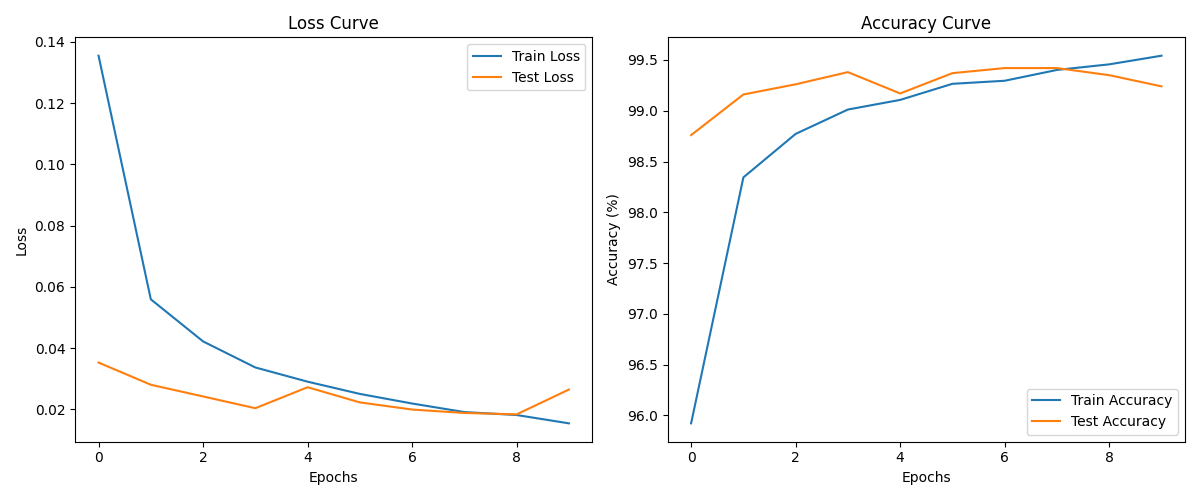 Loss Curve
0.14
0.12
0.10
0.08
0.06
0.04
0.02
Loss
0 2 4 6 8
Epochs
Train Loss
Test Loss
Accuracy Curve
99.5
99.0
98.5
98.0
97.5
97.0
96.5
96.0
Accuracy (%)
0 2 4 6 8
Epochs
Train Accuracy
Test Accuracy